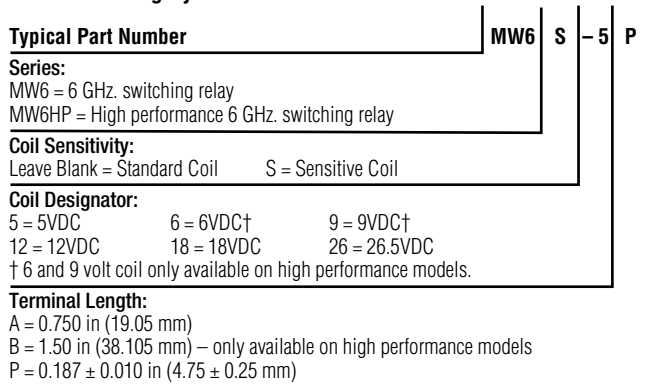 Typical Part Number MW6 S – 5 P
Series:
MW6 = 6 GHz. switching relay
MW6HP = High performance 6 GHz. switching relay
Coil Sensitivity:
Leave Blank = Standard Coil S = Sensitive Coil
Coil Designator:
5 = 5VDC 6 = 6VDC† 9 = 9VDC†
12 = 12VDC 18 = 18VDC 26 = 26.5VDC
† 6 and 9 volt coil only available on high performance models.
Terminal Length:
A = 0.750 in (19.05 mm)
B = 1.50 in (38.105 mm) – only available on high performance models
P = 0.187 ± 0.010 in (4.75 ± 0.25 mm)